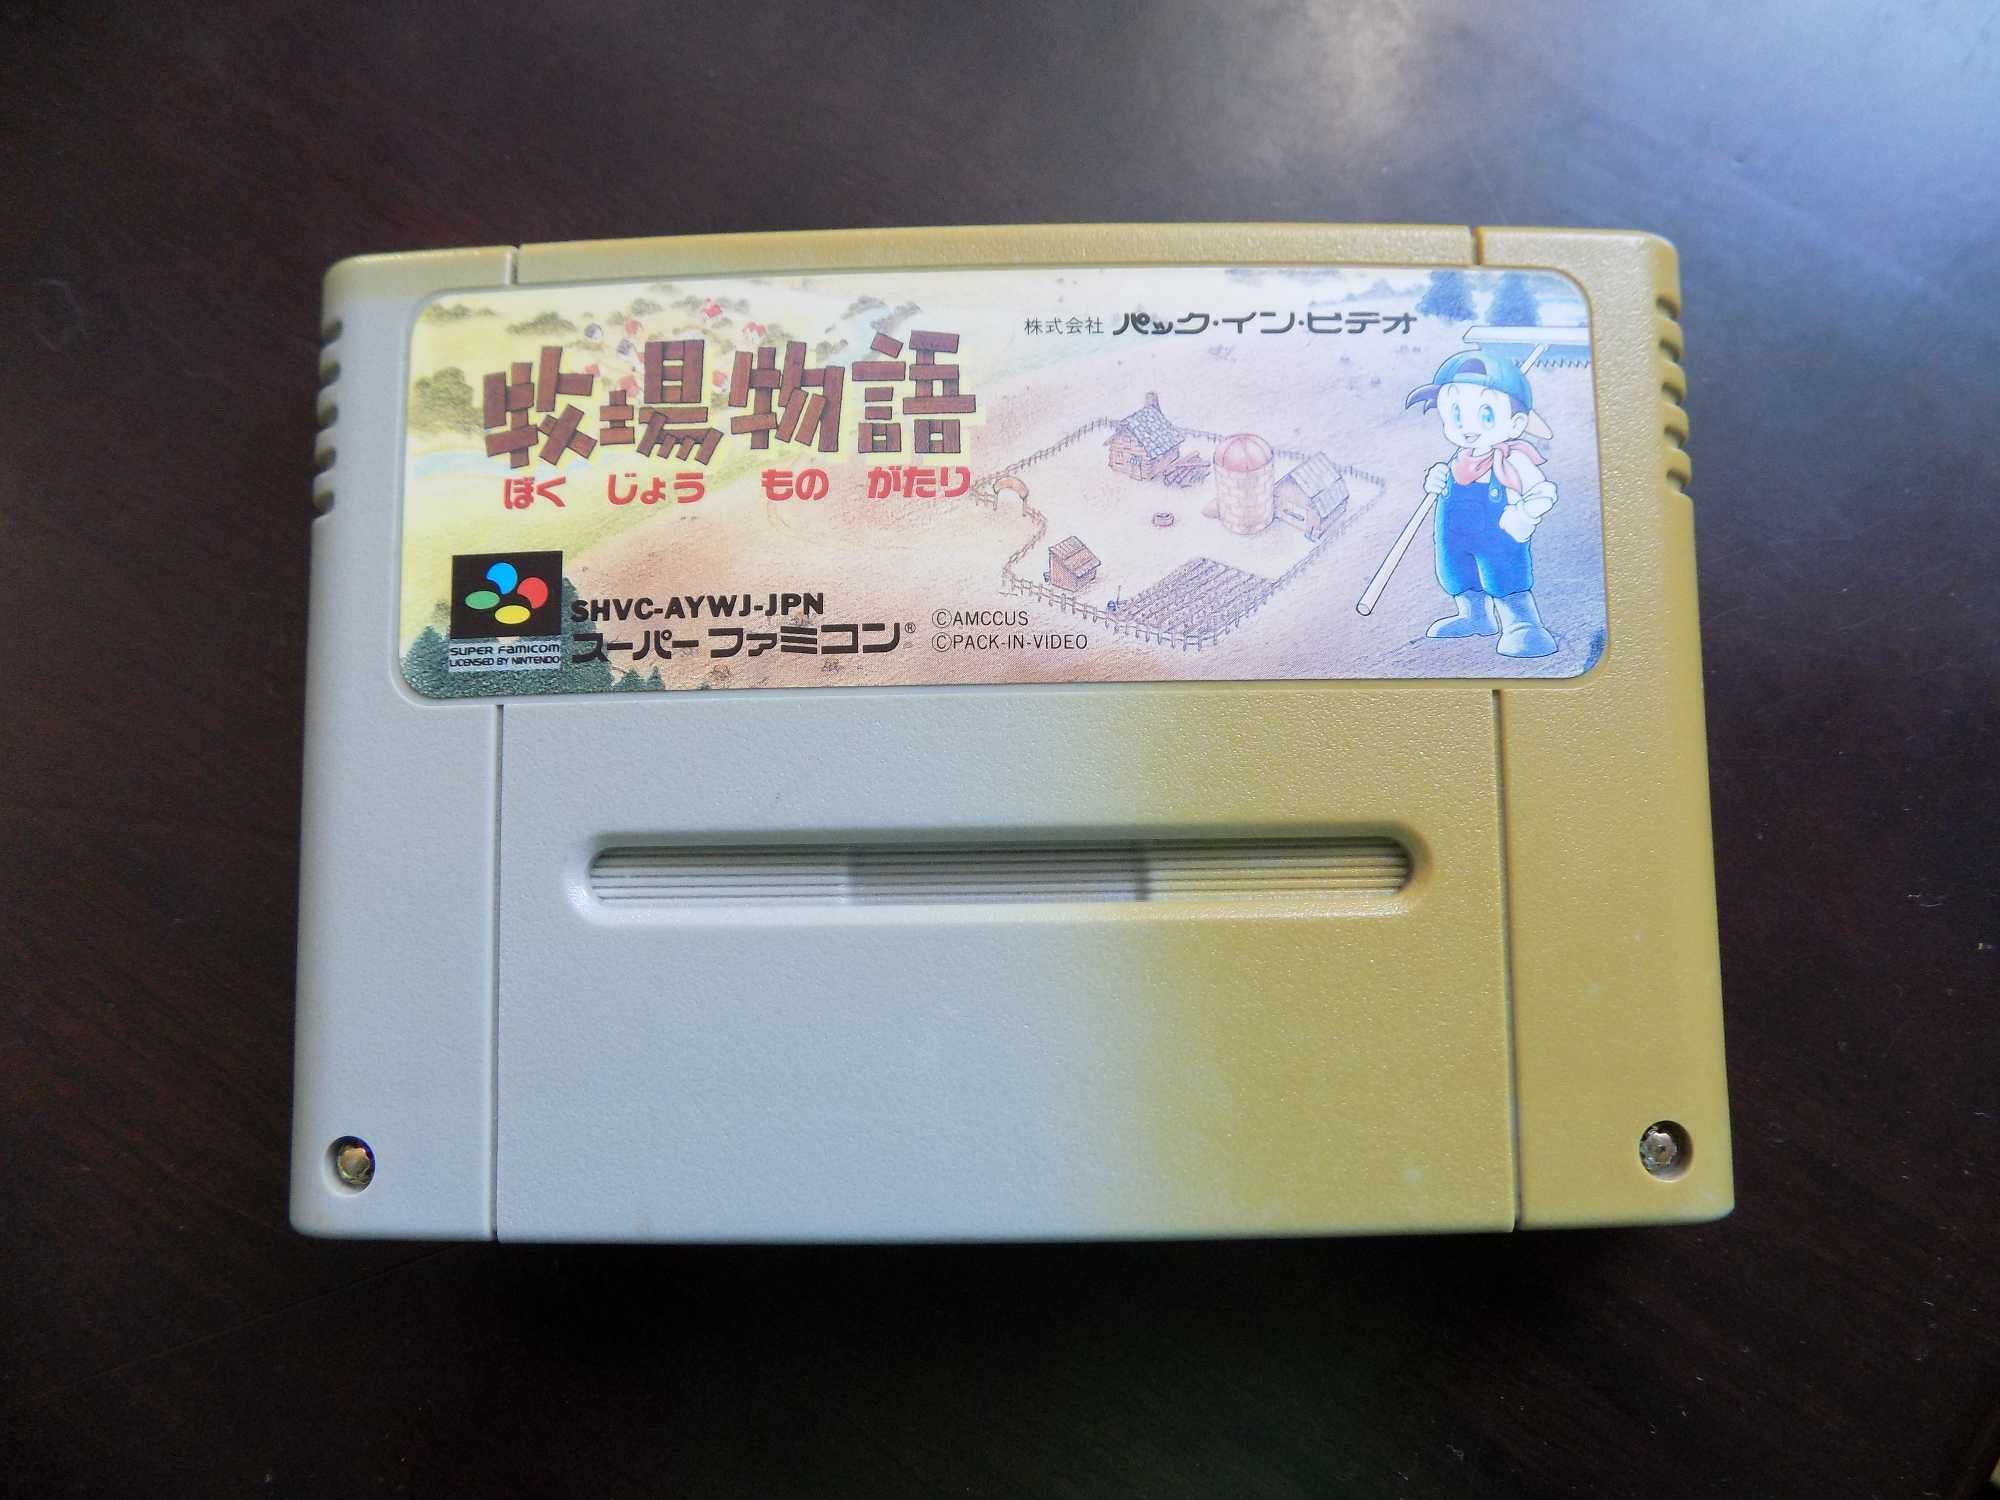 株式会社 パック・イン・ビデオ
牧場物語
ぼく じょう もの がたり
SHVC-AYWJ-JPN
スーパーファミコン®
SUPER FAMICOM
LICENSED BY NINTENDO
©AMCCUS
©PACK-IN-VIDEO